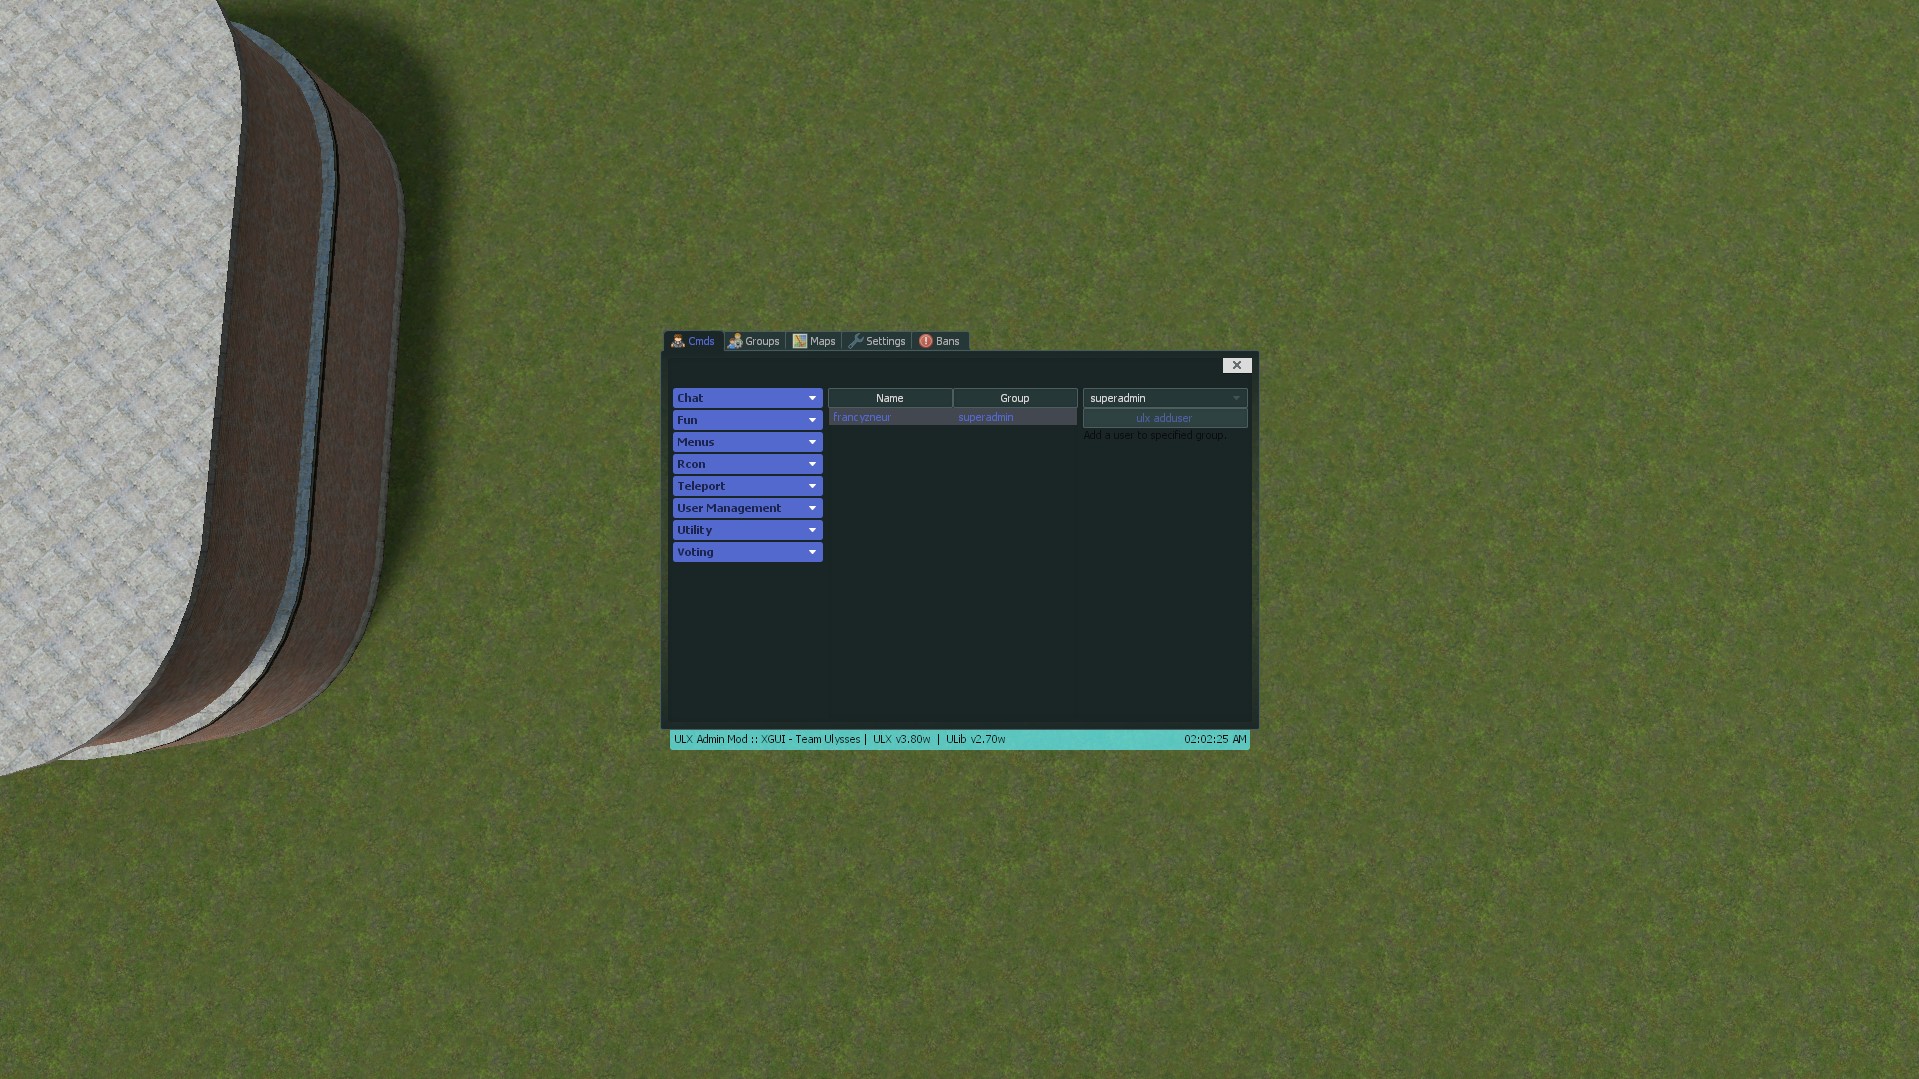 Cmds Groups Maps Settings Bans
Chat
Fun
Menus
Rcon
Teleport
User Management
Utility
Voting
Name Group
francyzneur superadmin
superadmin
ulx adduser
Add a user to specified group.
ULX Admin Mod :: XGUI - Team Ulysses | ULX v3.80w | ULib v2.70w 02:02:25 AM